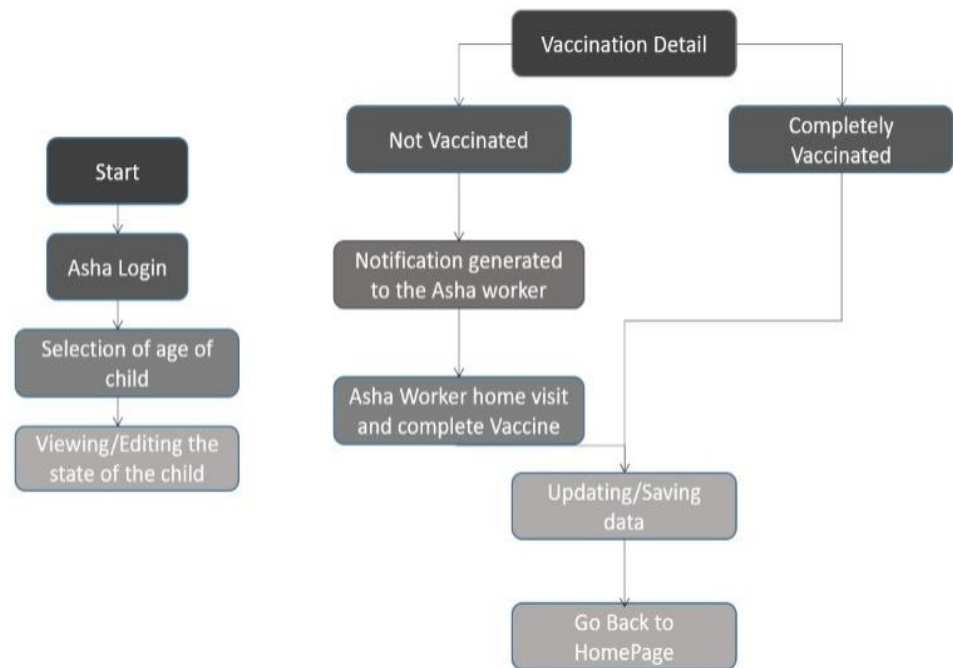 Start
Asha Login
Selection of age of
child
Viewing/Editing the
state of the child
Vaccination Detail
Not Vaccinated
Completely
Vaccinated
Notification generated
to the Asha worker
Asha Worker home visit
and complete Vaccine
Updating/Saving
data
Go Back to
HomePage